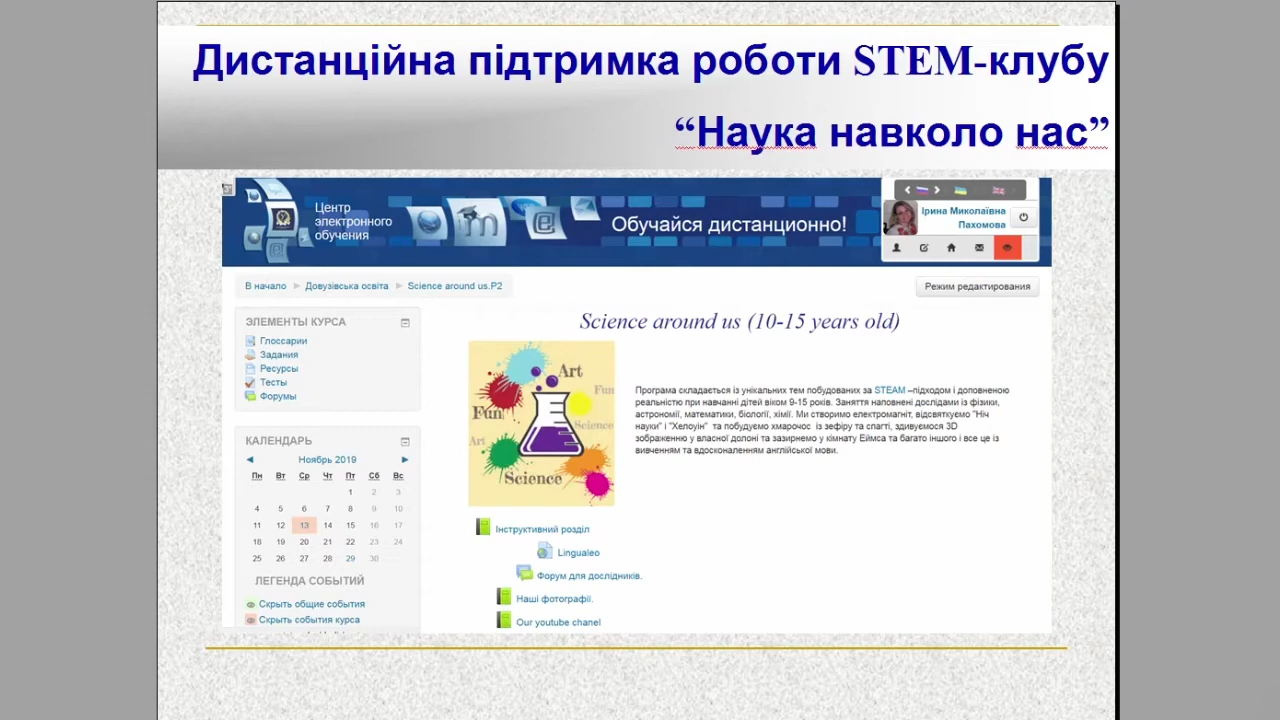 Дистанційна підтримка роботи STEM-клубу
“Наука навколо нас”
Центр
электронного
обучения
Обучайся дистанционно!
Ірина Миколаївна
Пахомова
В начало
Довузівська освіта
Science around us.P2
Режим редактирования
ЭЛЕМЕНТЫ КУРСА
Глоссарии
Задания
Ресурсы
Тесты
Форумы
КАЛЕНДАРЬ
Ноябрь 2019
Пн Вт Ср Чт Пт Сб Вс
1 2 3
4 5 6 7 8 9 10
11 12 13 14 15 16 17
18 19 20 21 22 23 24
25 26 27 28 29 30
ЛЕГЕНДА СОБЫТИЙ
Скрыть общие события
Скрыть события курса
Science around us (10-15 years old)
Art
Fun
Fun
Science
Art
Science
Програма складається із унікальних тем побудованих за STEAM –підходом і доповненою
реальністю при навчанні дітей віком 9-15 років. Заняття наповнені дослідами із фізики,
астрономії, математики, біології, хімії. Ми створимо електромагніт, відсвяткуємо "Ніч
науки" і "Хелоуін" та побудуємо хмарочос із зефіру та спагті, здивуємося 3D
зображенню у власної долоні та зазирнемо у кімнату Еймса та багато іншого і все це із
вивченням та вдосконаленням англійської мови.
Інструктивний розділ
Lingualeo
Форум для дослідників.
Наші фотографії.
Our youtube chanel